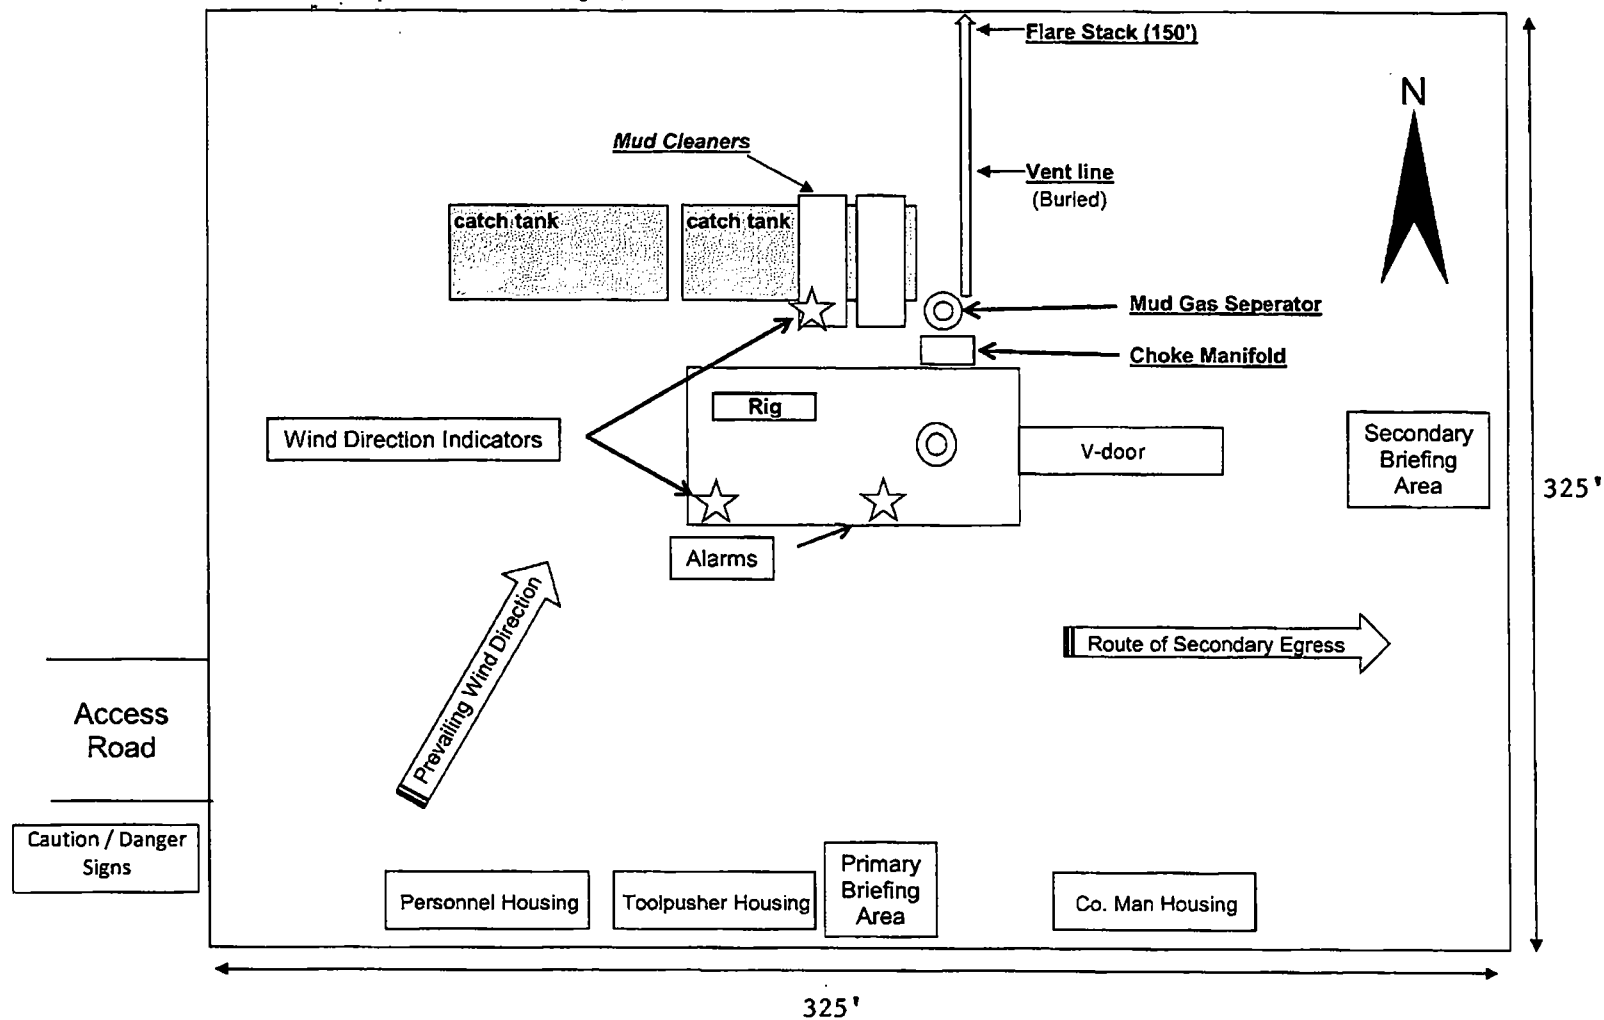 Flare Stack (150')
N
Mud Cleaners
Vent line
(Buried)
catch tank
catch tank
Mud Gas Seperator
Choke Manifold
Rig
Wind Direction Indicators
V-door
Secondary
Briefing
Area
325'
Alarms
Prevailing Wind Direction
Route of Secondary Egress
Access
Road
Caution / Danger
Signs
Personnel Housing
Toolpusher Housing
Primary
Briefing
Area
Co. Man Housing
325'